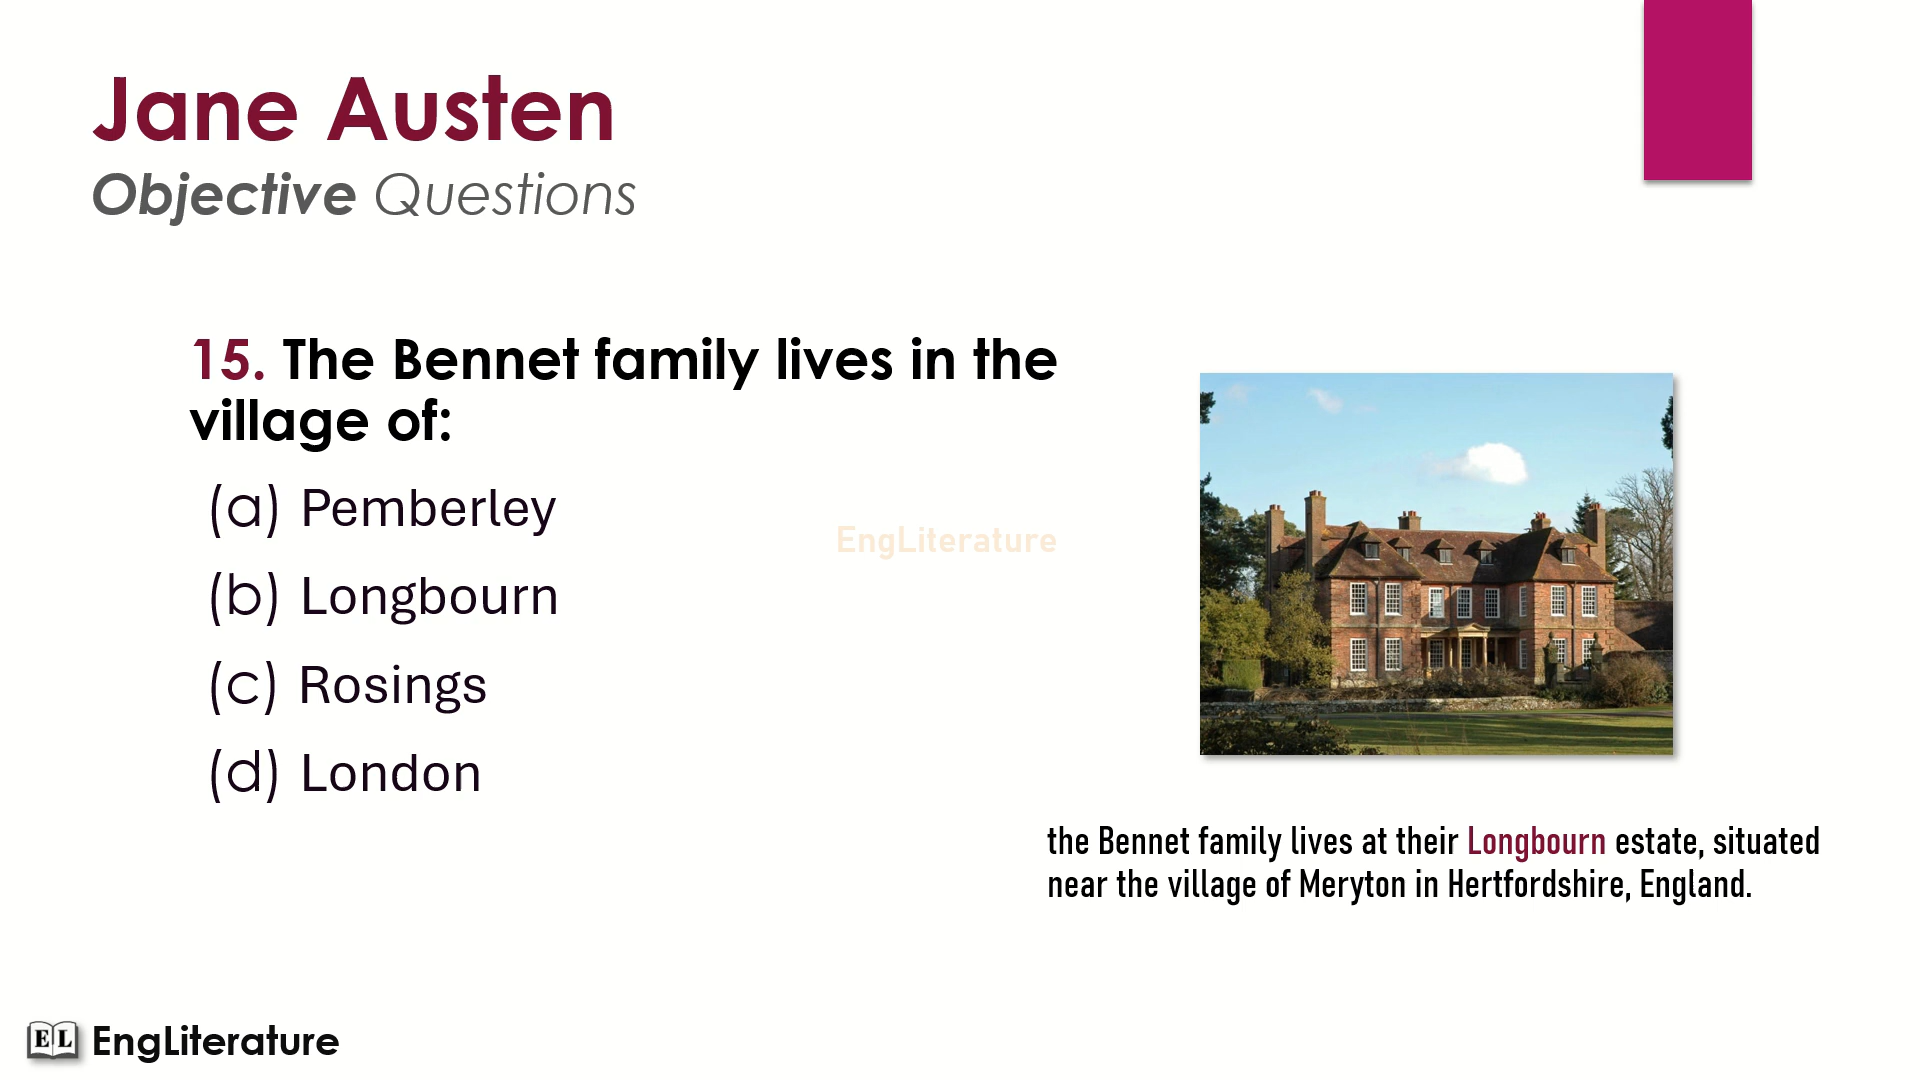 Jane Austen
Objective Questions
15. The Bennet family lives in the
village of:
(a) Pemberley
(b) Longbourn
(c) Rosings
(d) London
EngLiterature
the Bennet family lives at their Longbourn estate, situated
near the village of Meryton in Hertfordshire, England.
EL EngLiterature